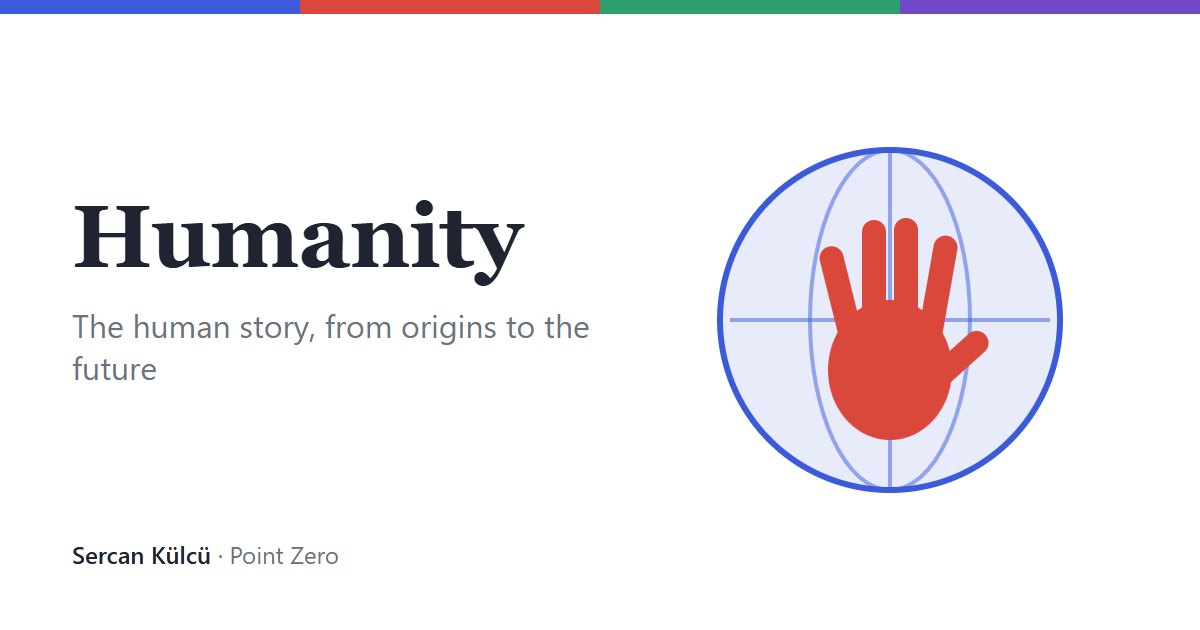 Humanity
The human story, from origins to the
future
Sercan Külcü · Point Zero